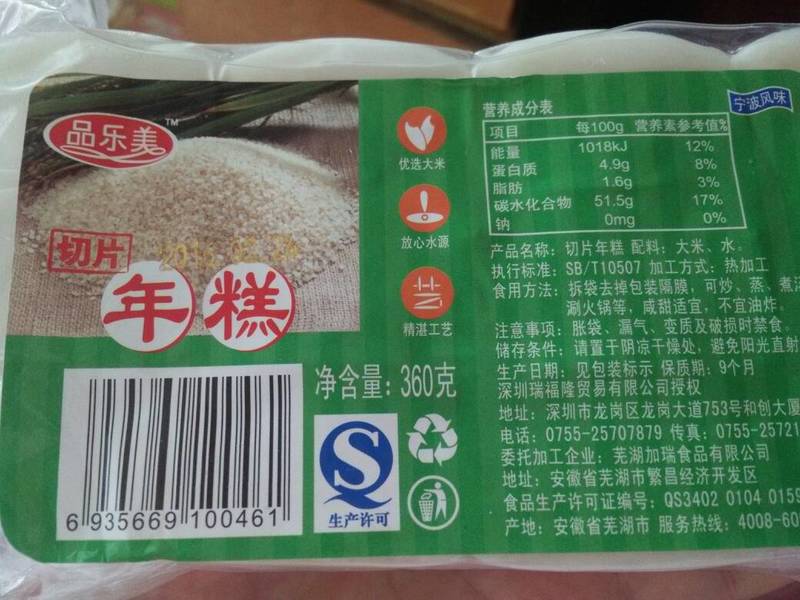 品乐美™
切片
年糕
6 935669 100461
优选大米
放心水源
精湛工艺
净含量：360克
生产许可
宁波风味
营养成分表
项目 每100g 营养素参考值%
能量 1018kJ 12%
蛋白质 4.9g 8%
脂肪 1.6g 3%
碳水化合物 51.5g 17%
钠 0mg 0%
产品名称：切片年糕 配料：大米、水。
执行标准：SB/T10507 加工方式：热加工
食用方法：拆袋去掉包装隔膜，可炒、蒸、煮
涮火锅等，咸甜适宜，不宜油炸。
注意事项：胀袋、漏气、变质及破损时禁食。
储存条件：请置于阴凉干燥处，避免阳光直射
生产日期：见包装标示 保质期：9个月
深圳瑞福隆贸易有限公司授权
地址：深圳市龙岗区龙岗大道753号和创大厦
电话：0755-25707879 传真：0755-25721
委托加工企业：芜湖加瑞食品有限公司
地址：安徽省芜湖市繁昌经济开发区
食品生产许可证编号：QS3402 0104 0159
产地：安徽省芜湖市 服务热线：4008-60